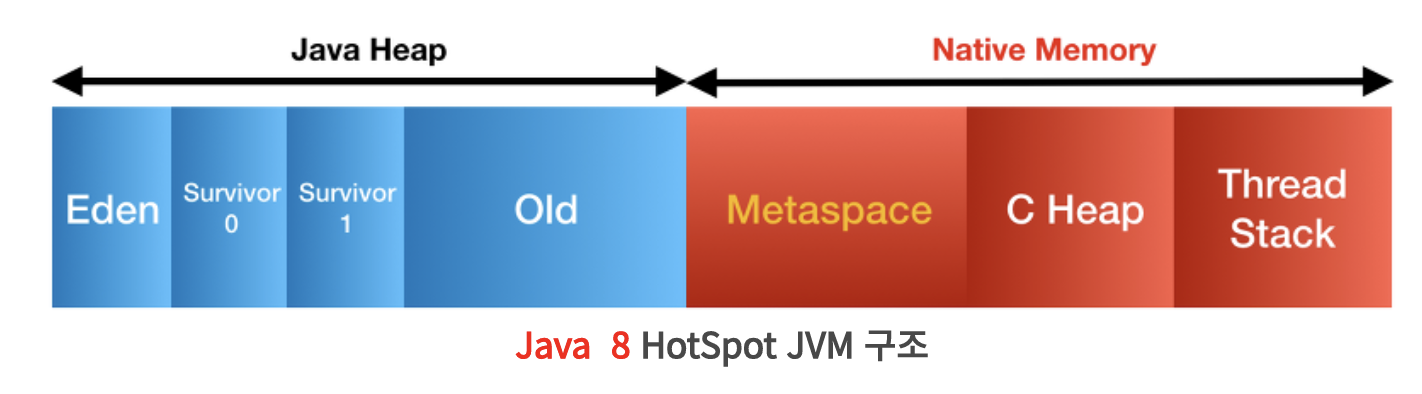 Java Heap
Native Memory
Eden
Survivor
0
Survivor
1
Old
Metaspace
C Heap
Thread
Stack
Java 8 HotSpot JVM 구조